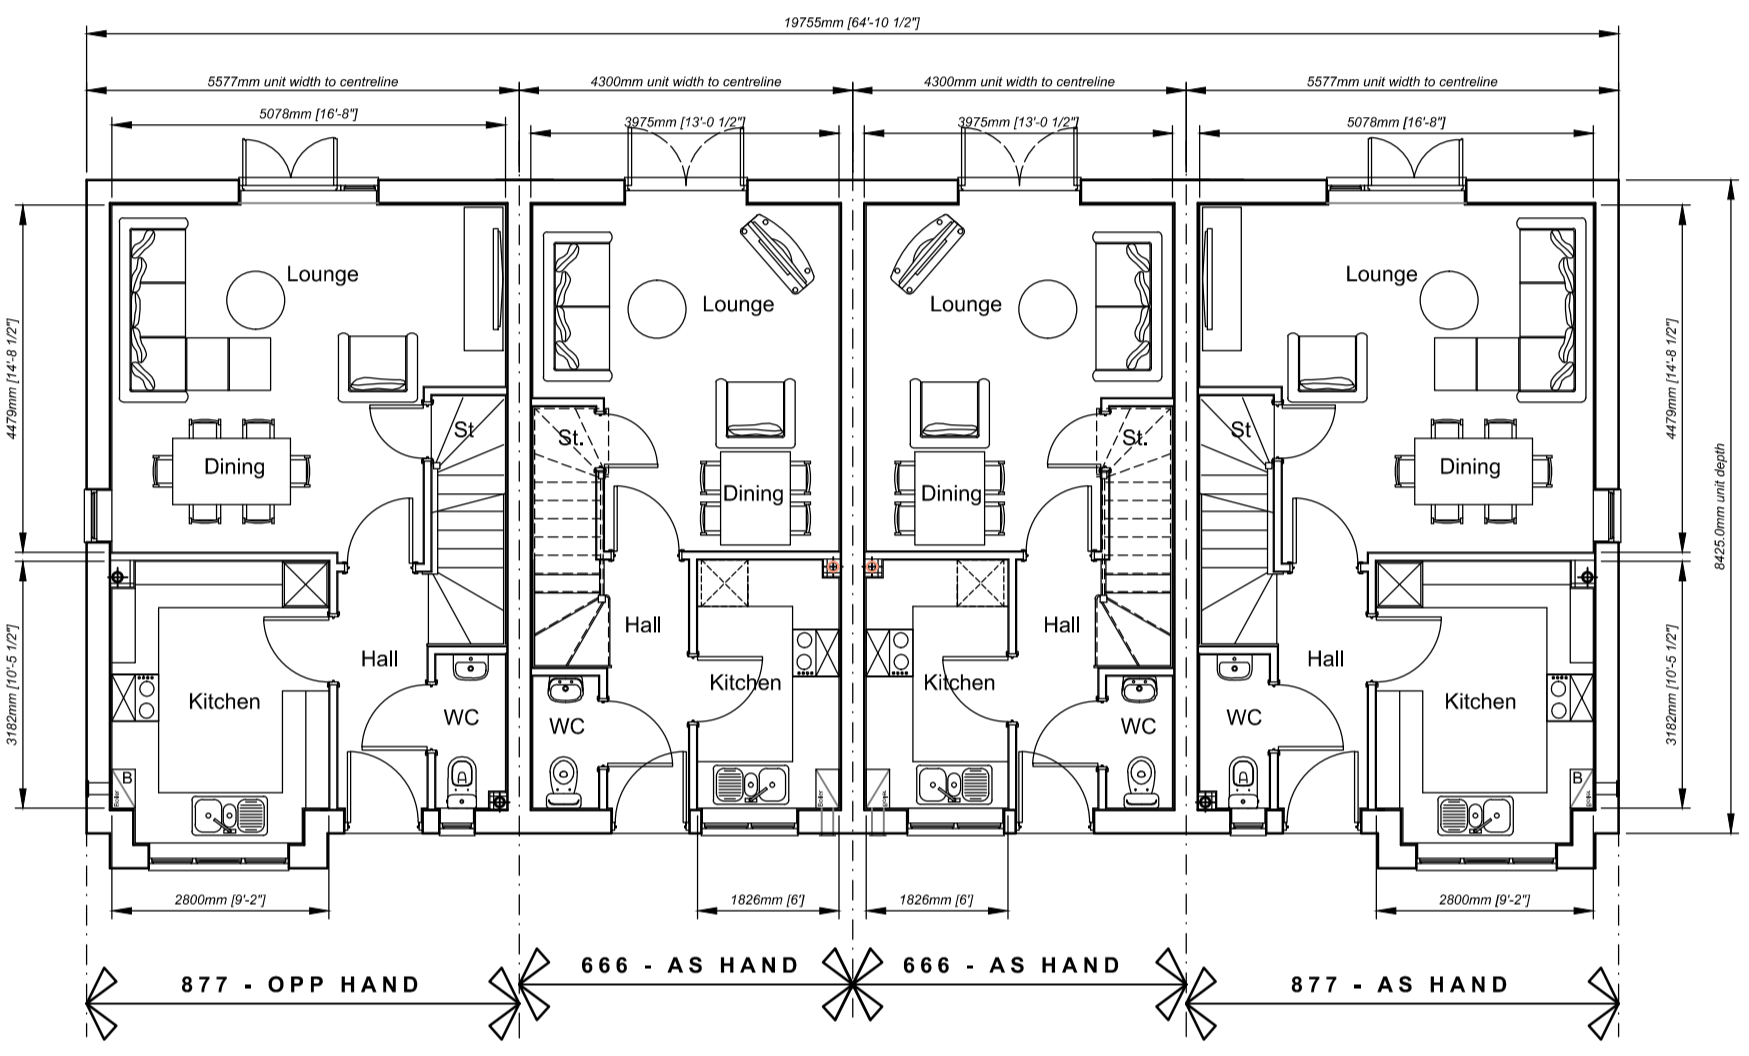 19755mm [64'-10 1/2"]
5577mm unit width to centreline
4300mm unit width to centreline
4300mm unit width to centreline
5577mm unit width to centreline
5078mm [16'-8"]
3975mm [13'-0 1/2"]
3975mm [13'-0 1/2"]
5078mm [16'-8"]
Lounge
Lounge
Lounge
Lounge
4479mm [14'-8 1/2"]
4479mm [14'-8 1/2"]
8425.0mm unit depth
St
St.
St.
St
Dining
Dining
Dining
Dining
3182mm [10'-5 1/2"]
3182mm [10'-5 1/2"]
Hall
Hall
Hall
Hall
Kitchen
Kitchen
Kitchen
Kitchen
WC
WC
WC
WC
B
Boiler
Boiler
B
2800mm [9'-2"]
1826mm [6']
1826mm [6']
2800mm [9'-2"]
877 - OPP HAND
666 - AS HAND
666 - AS HAND
877 - AS HAND